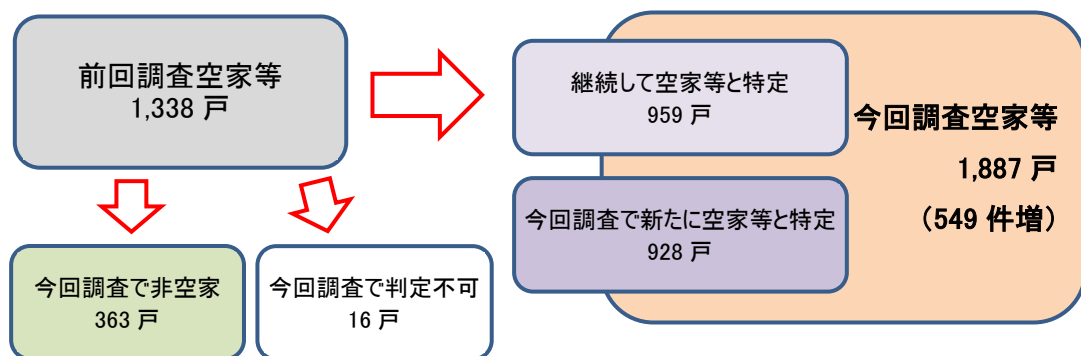 前回調査空家等
1,338 戸
継続して空家等と特定
959 戸
今回調査空家等
1,887 戸
（549 件増）
今回調査で新たに空家等と特定
928 戸
今回調査で非空家
363 戸
今回調査で判定不可
16 戸